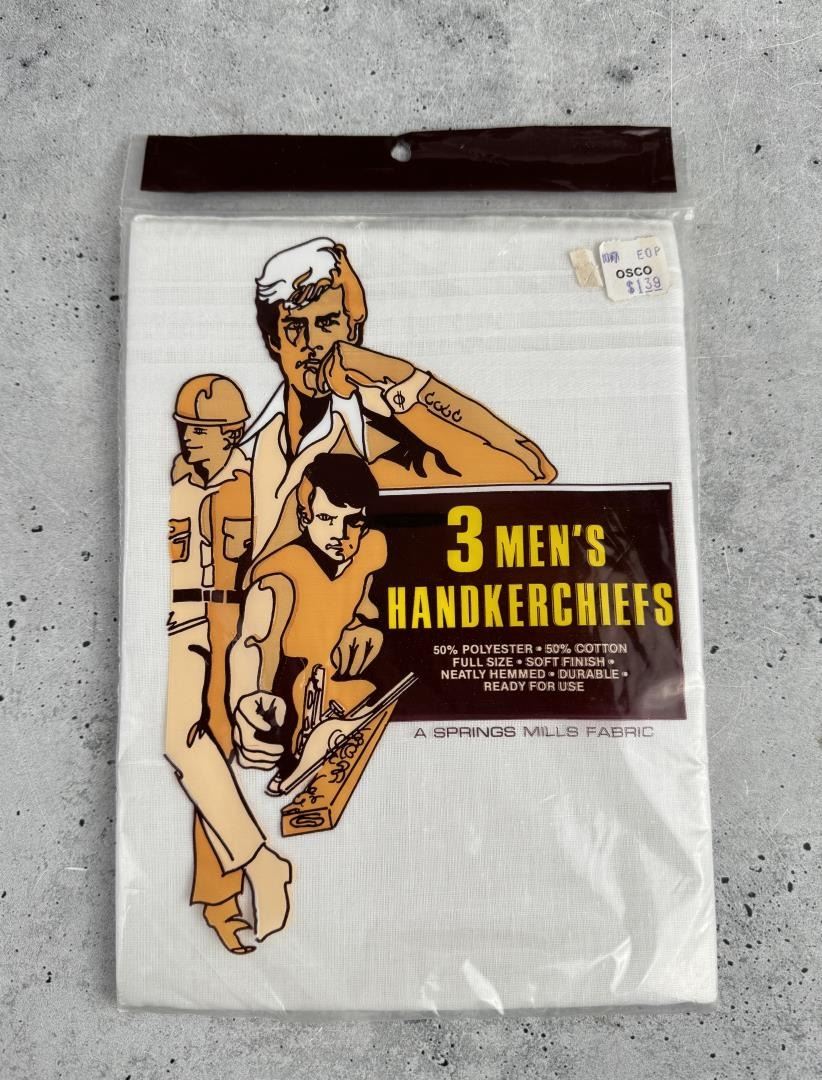 EOP
OSCO
$1.39
3 MEN'S
HANDKERCHIEFS
50% POLYESTER • 50% COTTON
FULL SIZE • SOFT FINISH •
NEATLY HEMMED • DURABLE •
READY FOR USE
A SPRINGS MILLS FABRIC